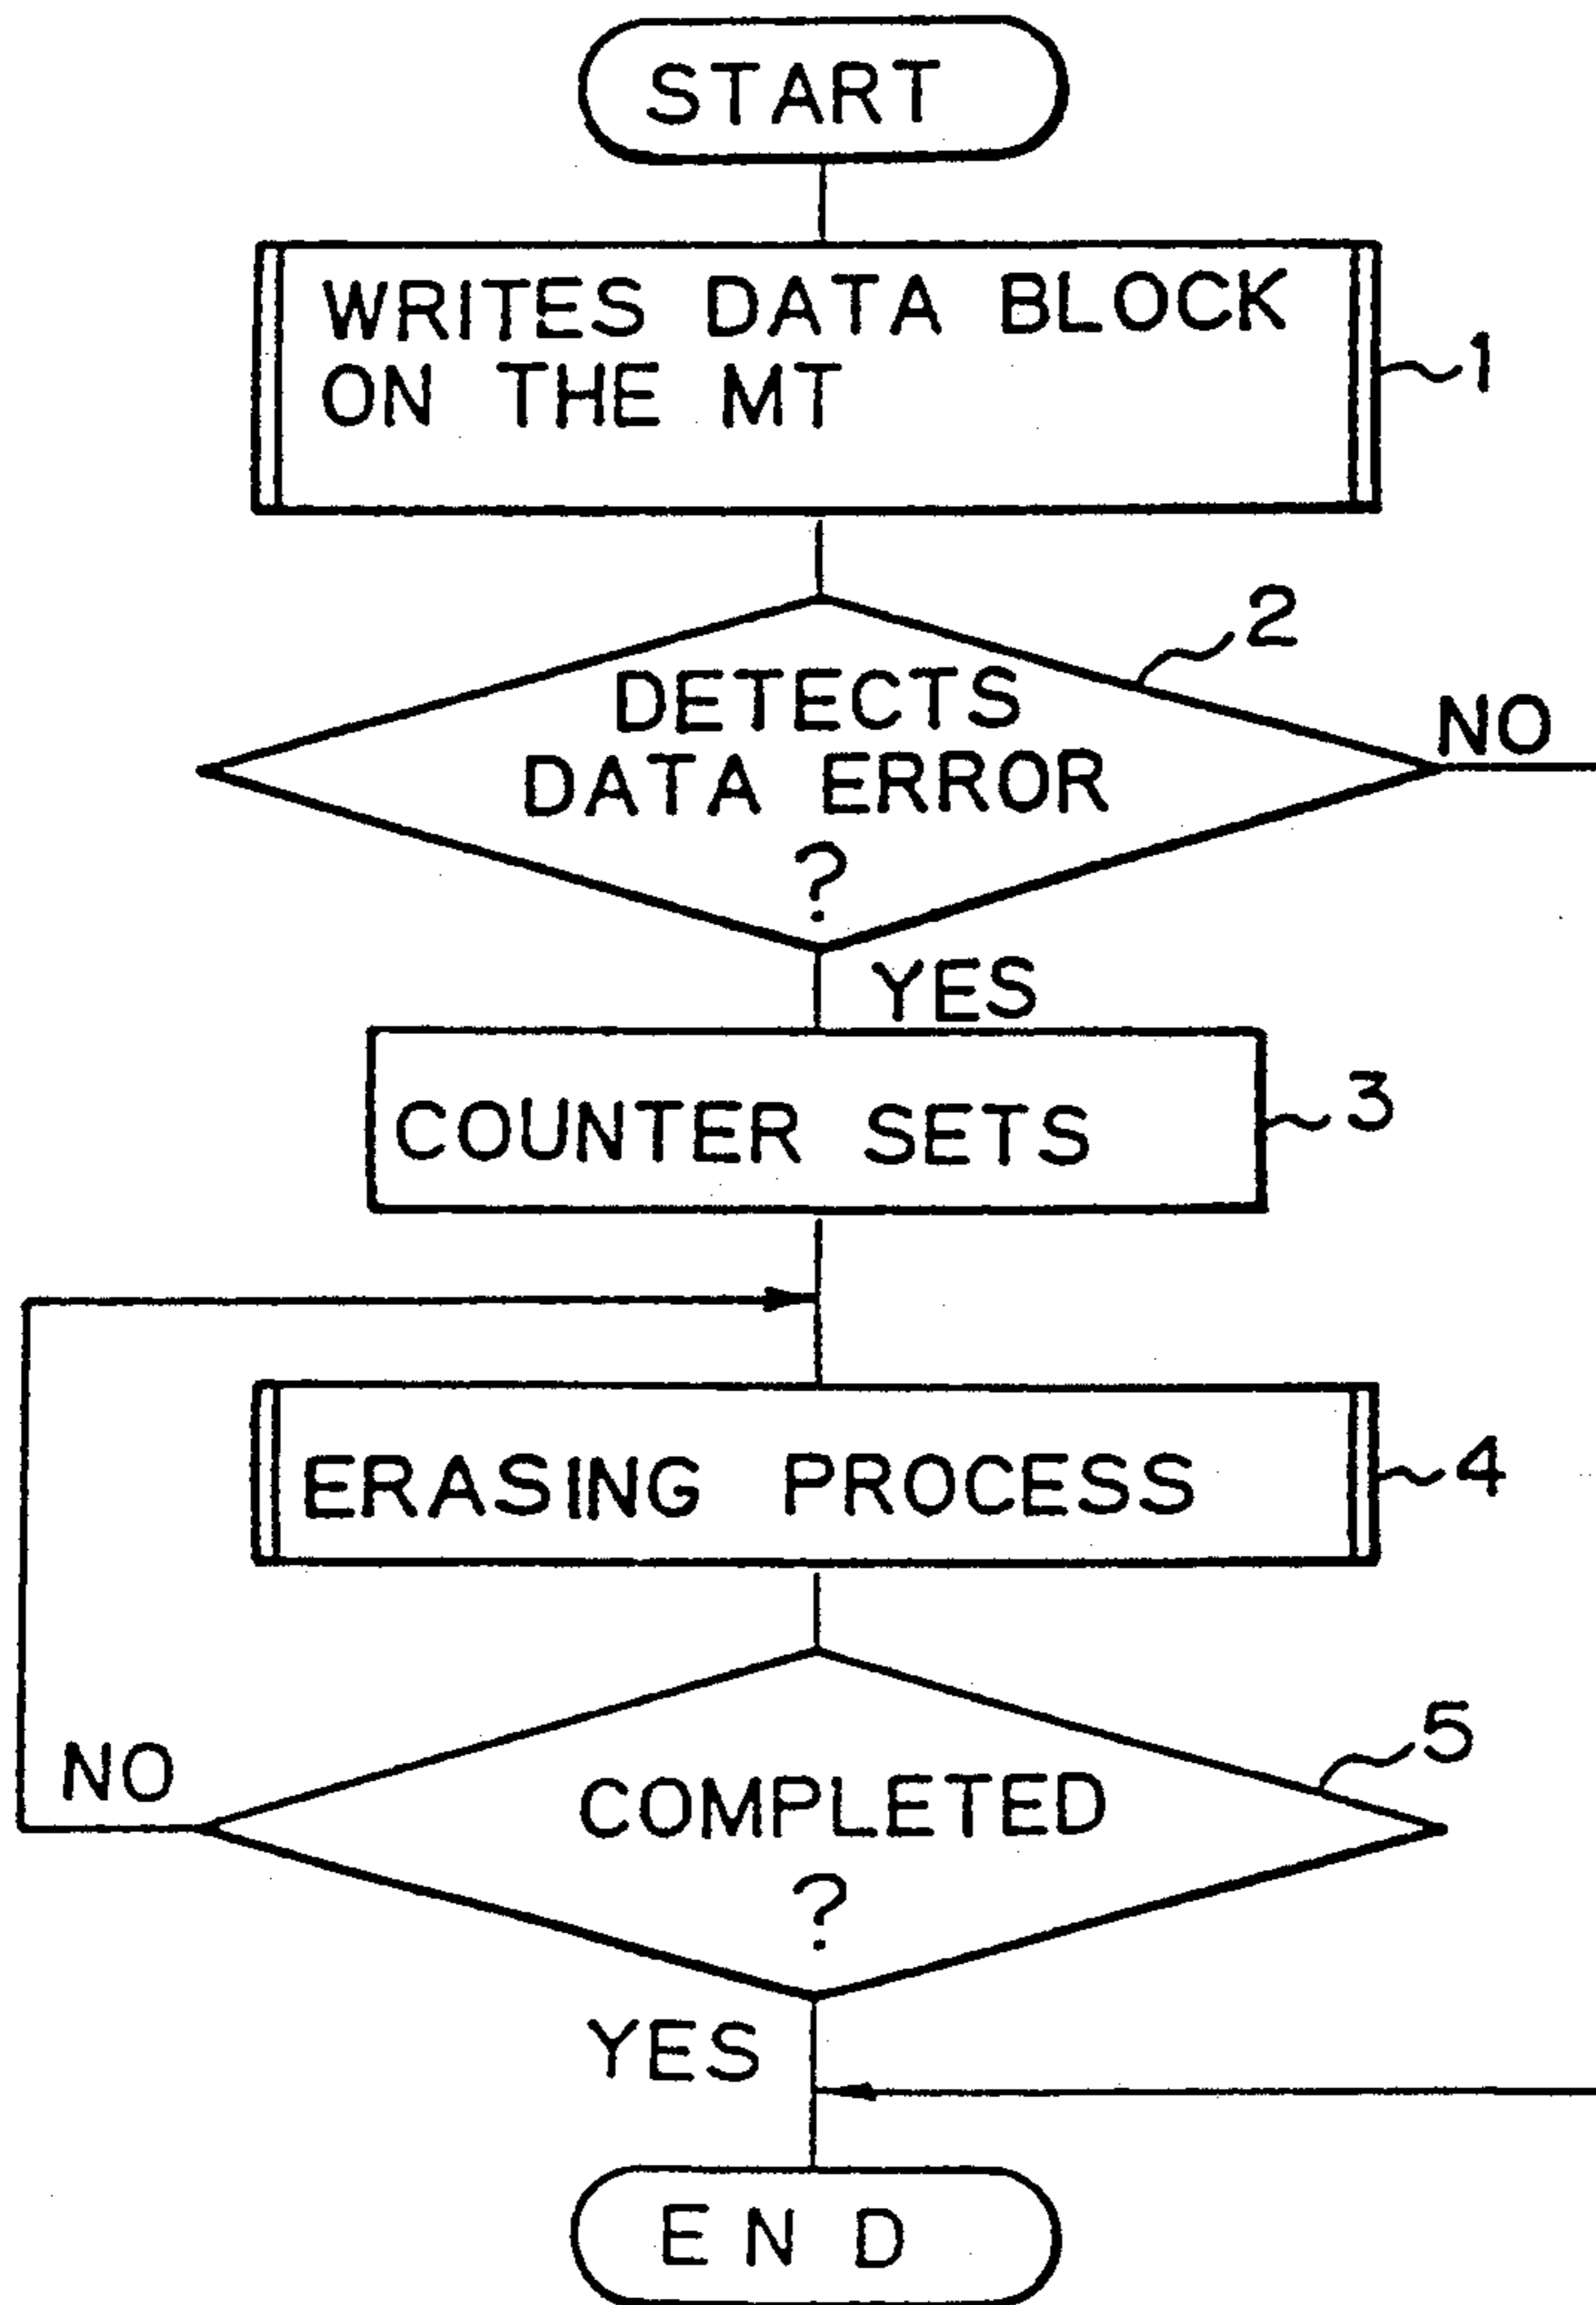 START
WRITES DATA BLOCK
ON THE MT
1
2
DETECTS
DATA ERROR
?
NO
YES
COUNTER SETS
3
ERASING PROCESS
4
5
NO
COMPLETED
?
YES
END